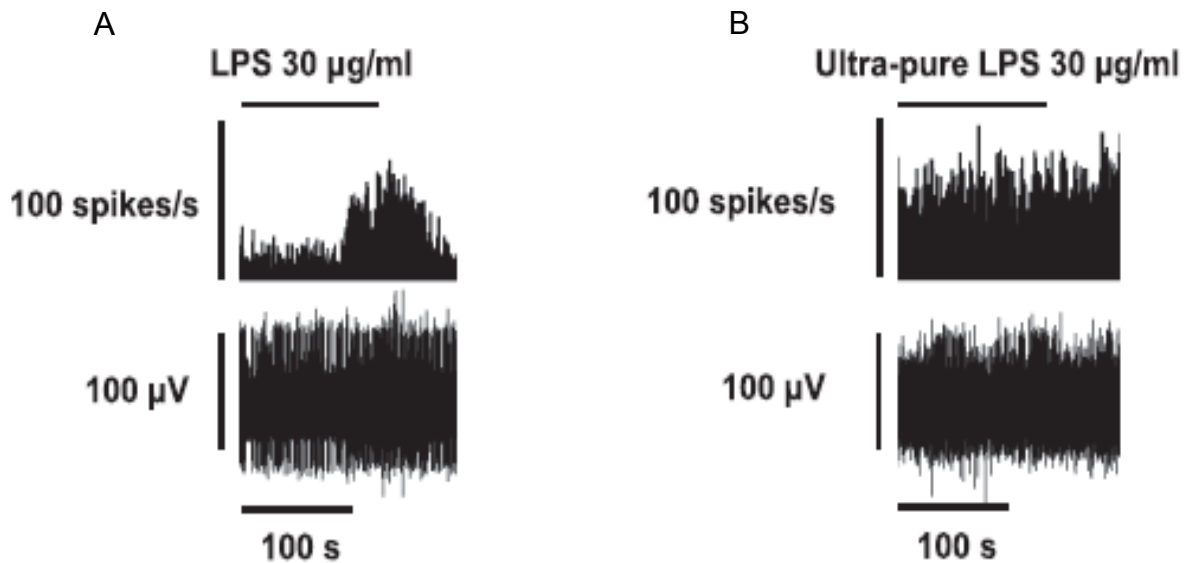 A
LPS 30 µg/ml
100 spikes/s
100 µV
100 s
B
Ultra-pure LPS 30 µg/ml
100 spikes/s
100 µV
100 s